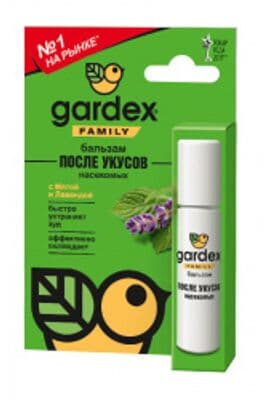 №1
НА РЫНКЕ*
gardex
FAMILY
бальзам
ПОСЛЕ УКУСОВ
насекомых
с Мятой
и Лавандой
быстро
устраняет
зуд
эффективно
охлаждает
gardex
FAMILY
бальзам
ПОСЛЕ УКУСОВ
насекомых